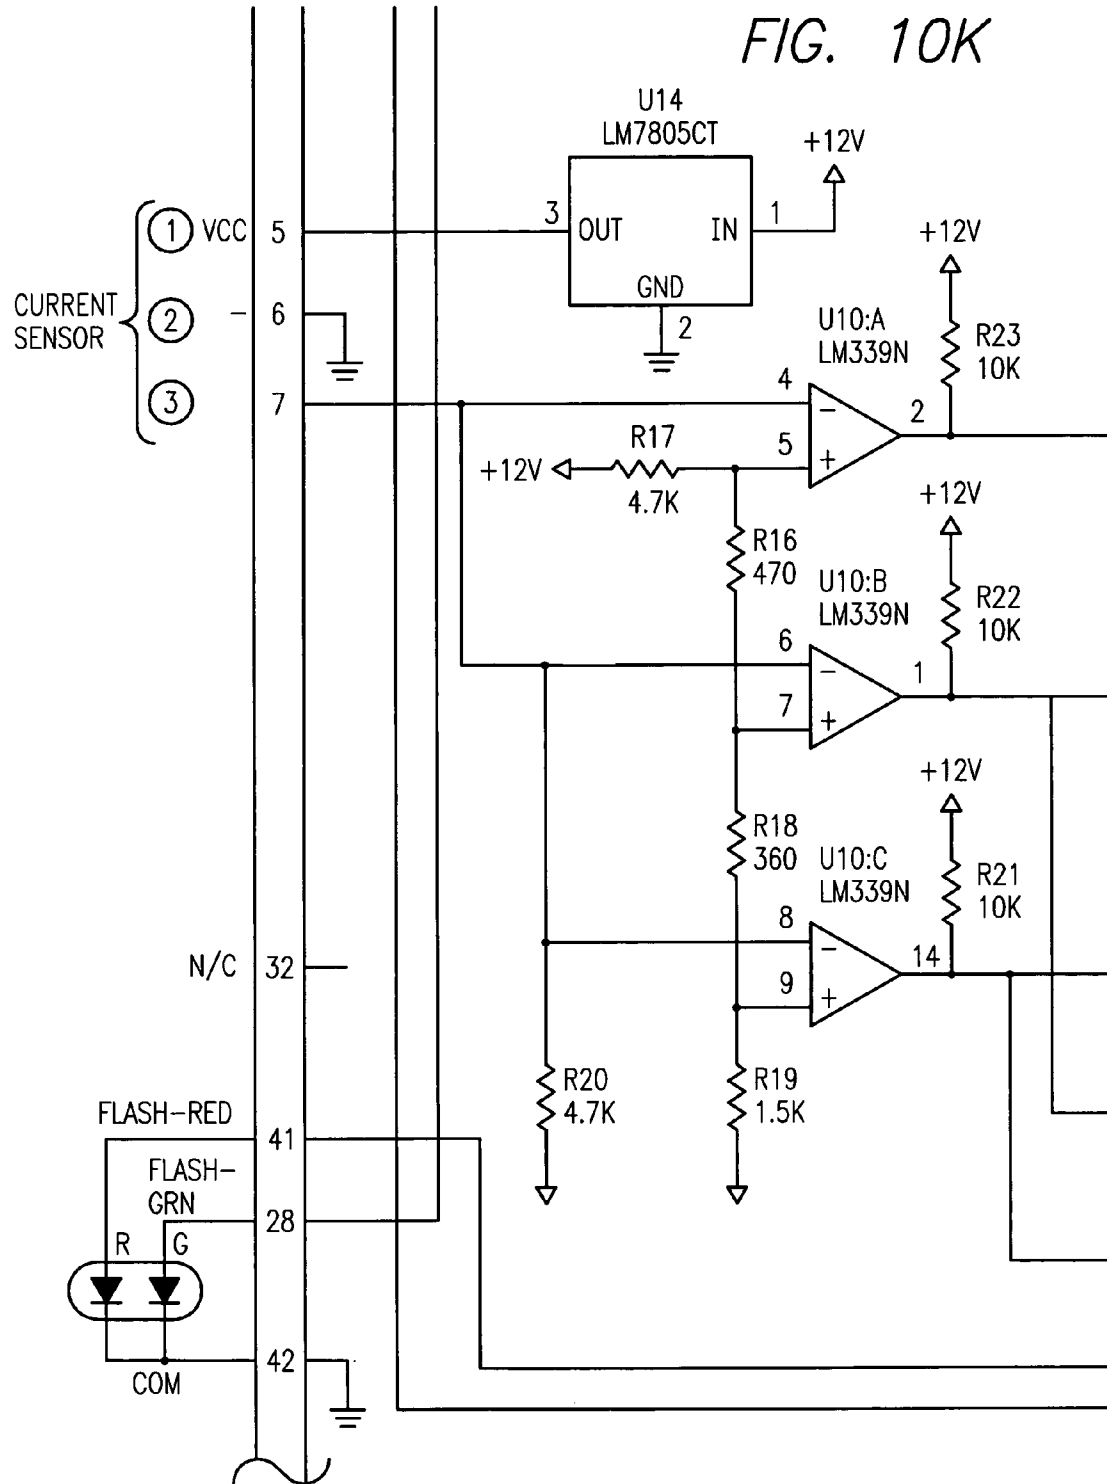 FIG. 10K
U14
LM7805CT
+12V
3 OUT IN 1
GND
2
CURRENT
SENSOR
1 VCC 5
2 - 6
3 7
+12V
U10:A
LM339N
R23
10K
4
-
2
5
+
R17
+12V
4.7K
+12V
R16
470
U10:B
LM339N
R22
10K
6
-
1
7
+
+12V
R18
360
U10:C
LM339N
R21
10K
8
-
14
9
+
N/C 32
R20
4.7K
R19
1.5K
FLASH-RED
41
FLASH-
GRN
28
R G
42
COM